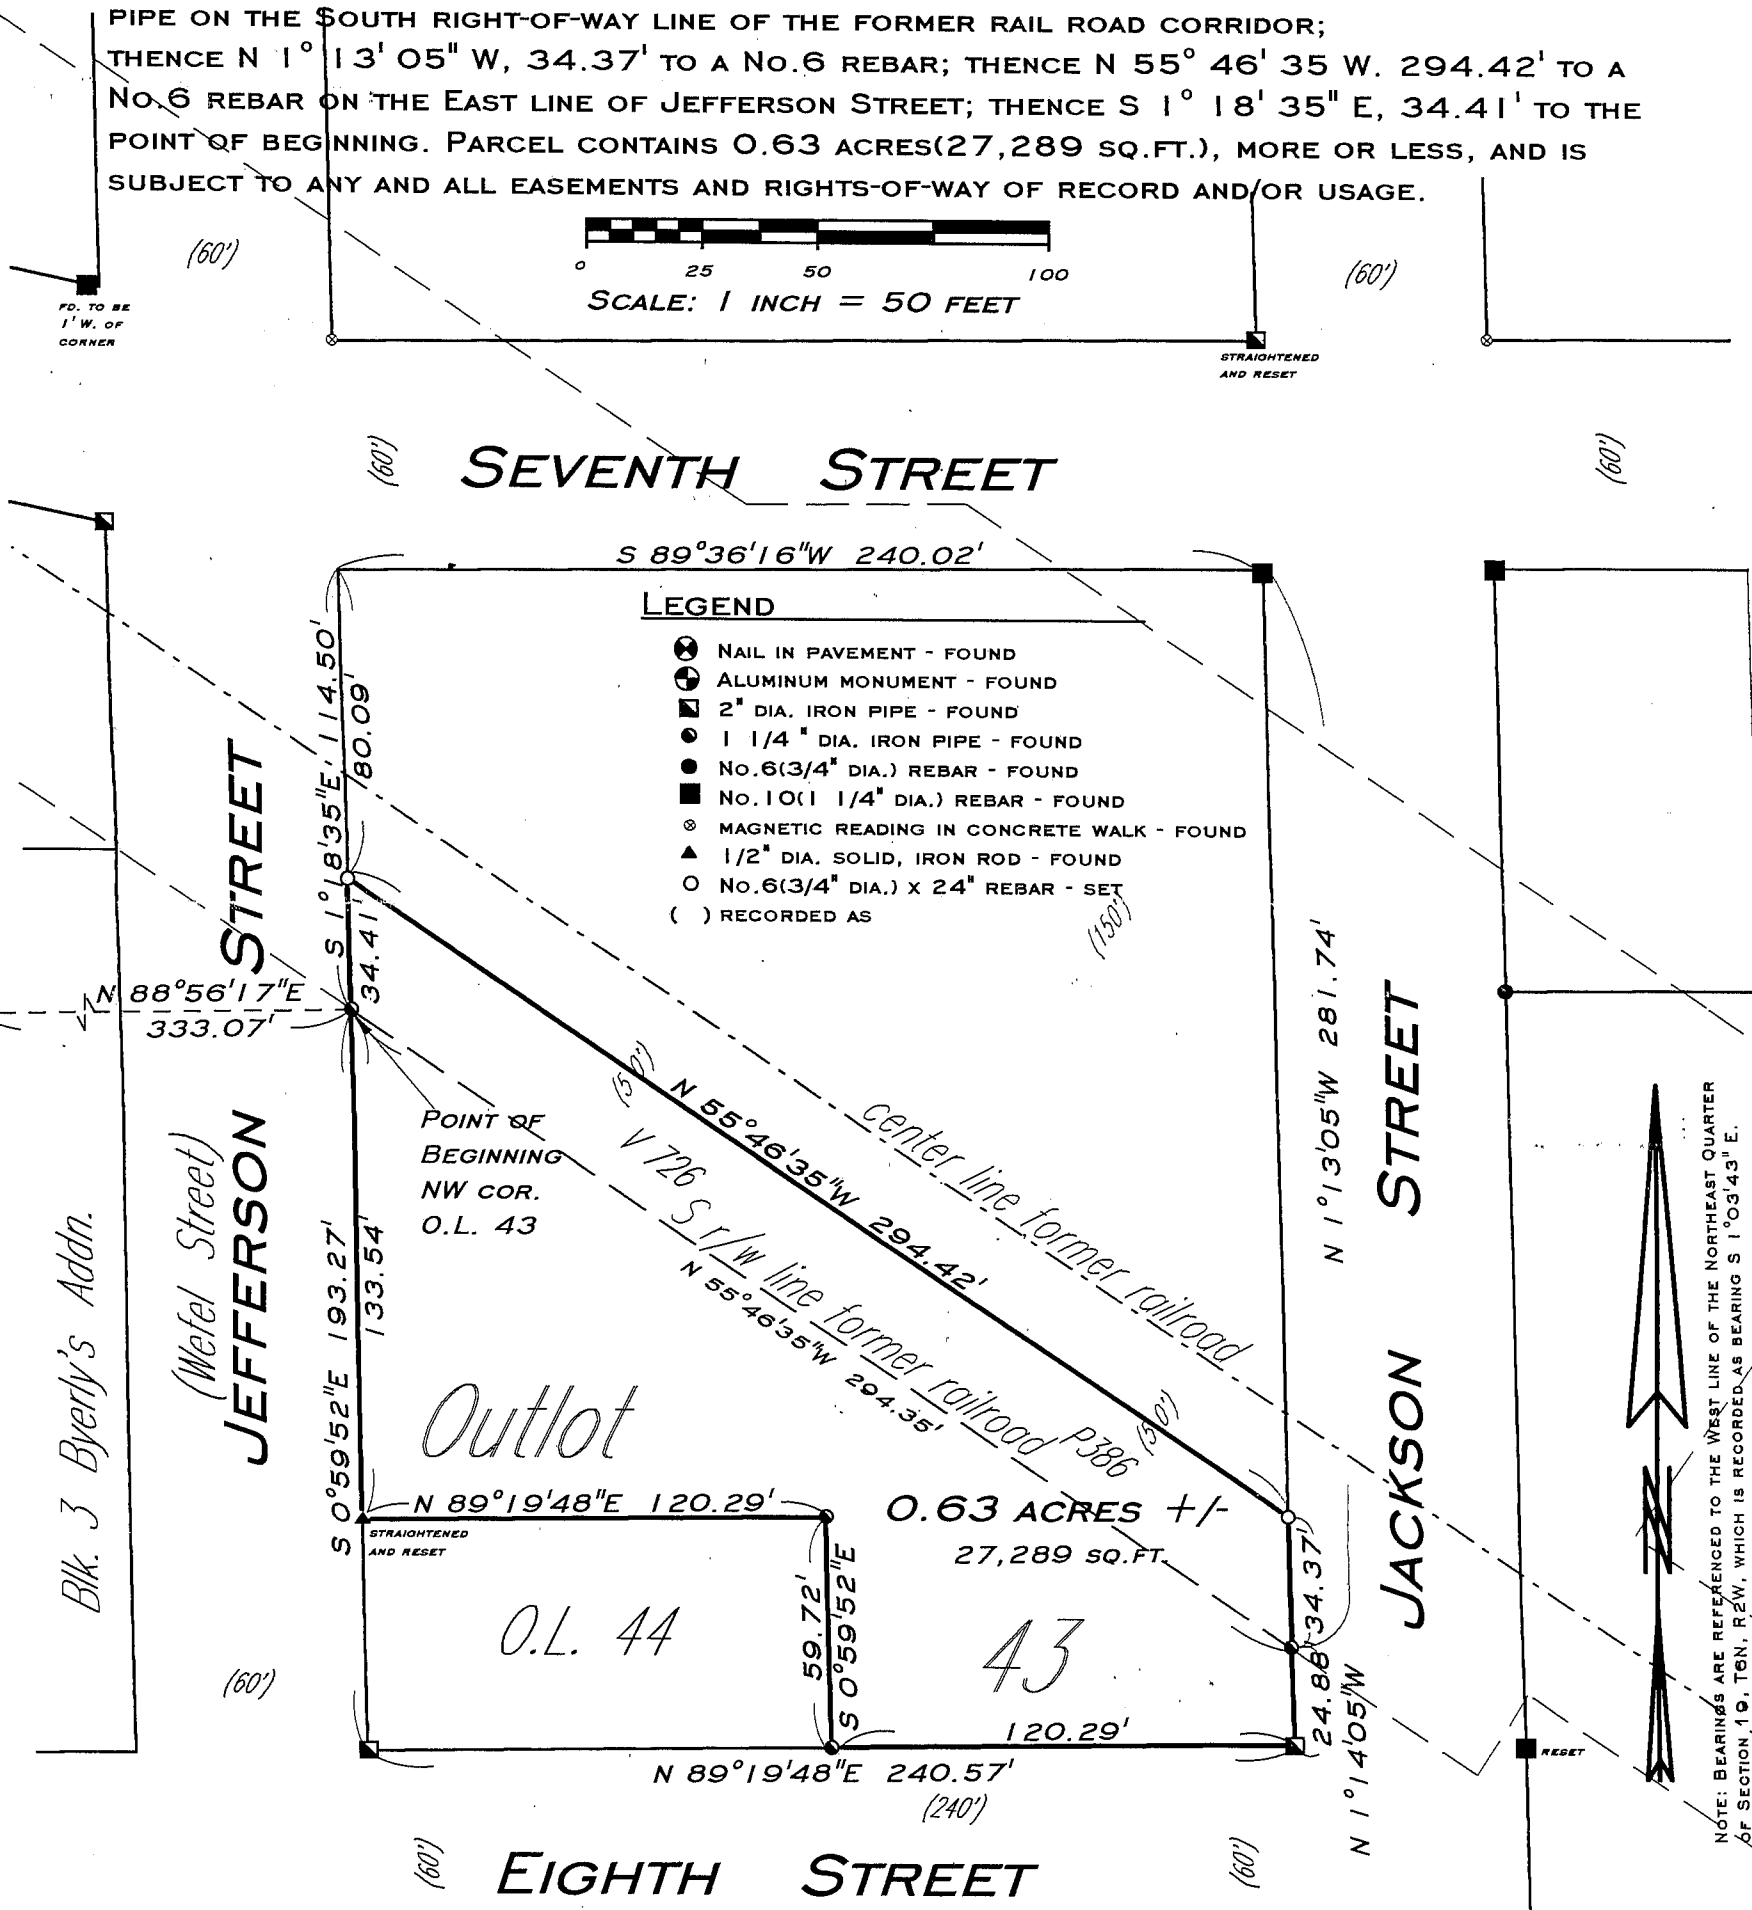 PIPE ON THE SOUTH RIGHT-OF-WAY LINE OF THE FORMER RAIL ROAD CORRIDOR;
THENCE N 1° 13' 05" W, 34.37' TO A NO.6 REBAR; THENCE N 55° 46' 35 W. 294.42' TO A
NO.6 REBAR ON THE EAST LINE OF JEFFERSON STREET; THENCE S 1° 18' 35" E, 34.41' TO THE
POINT OF BEGINNING. PARCEL CONTAINS 0.63 ACRES(27,289 SQ.FT.), MORE OR LESS, AND IS
SUBJECT TO ANY AND ALL EASEMENTS AND RIGHTS-OF-WAY OF RECORD AND/OR USAGE.
(60')
0 25 50 100
(60')
SCALE: 1 INCH = 50 FEET
FD. TO BE
1' W. OF
CORNER
STRAIGHTENED
AND RESET
(60')
SEVENTH STREET
(60')
S 89°36'16"W 240.02'
LEGEND
NAIL IN PAVEMENT - FOUND
ALUMINUM MONUMENT - FOUND
2" DIA. IRON PIPE - FOUND
1 1/4 " DIA. IRON PIPE - FOUND
NO.6(3/4" DIA.) REBAR - FOUND
NO.10(1 1/4" DIA.) REBAR - FOUND
MAGNETIC READING IN CONCRETE WALK - FOUND
1/2" DIA. SOLID, IRON ROD - FOUND
NO.6(3/4" DIA.) X 24" REBAR - SET
( ) RECORDED AS
(150')
S 1°18'35"E 114.50'
80.09'
34.41'
N 88°56'17"E
333.07'
JEFFERSON STREET
(Wefel Street)
Blk. 3 Byerly's Addn.
POINT OF
BEGINNING
NW COR.
O.L. 43
(50')
N 55°46'35"W 294.42'
center line former railroad
V 726 S r/w line former railroad P386
N 55°46'35"W 294.35'
(50')
N 1°13'05"W 281.74'
JACKSON STREET
S 0°59'52"E 193.27'
133.54'
Outlot
N 89°19'48"E 120.29'
STRAIGHTENED
AND RESET
0.63 ACRES +/-
27,289 SQ.FT.
O.L. 44
59.72'
S 0°59'52"E
43
34.37'
24.88'
N 1°14'05"W
(60')
120.29'
N 89°19'48"E 240.57'
(240')
RESET
N
NOTE: BEARINGS ARE REFERENCED TO THE WEST LINE OF THE NORTHEAST QUARTER
OF SECTION 19, T6N, R2W, WHICH IS RECORDED AS BEARING S 1°03'43" E.
(60')
EIGHTH STREET
(60')